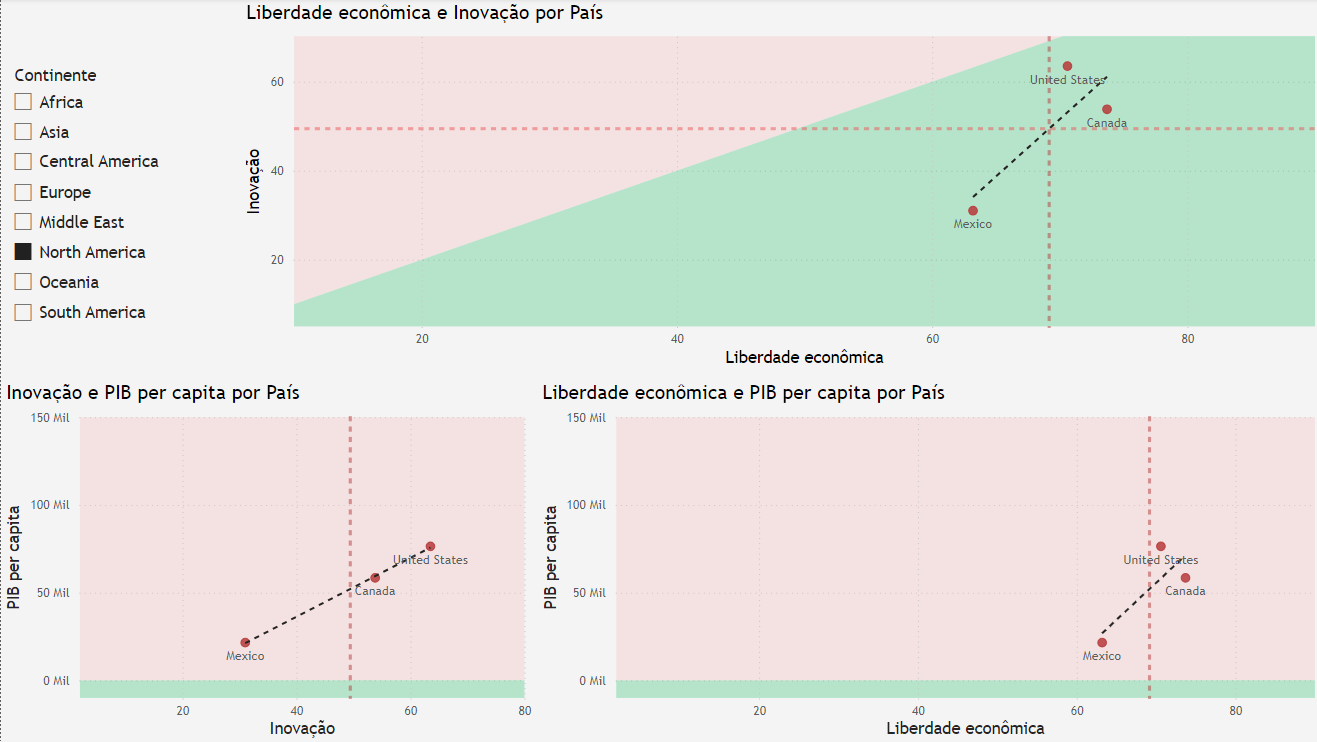 Liberdade econômica e Inovação por País
Continente
Africa
Asia
Central America
Europe
Middle East
North America
Oceania
South America
Inovação
60
40
20
United States
Canada
Mexico
20
40
60
80
Liberdade econômica
Inovação e PIB per capita por País
PIB per capita
150 Mil
100 Mil
50 Mil
0 Mil
United States
Canada
Mexico
20
40
60
80
Inovação
Liberdade econômica e PIB per capita por País
PIB per capita
150 Mil
100 Mil
50 Mil
0 Mil
United States
Canada
Mexico
20
40
60
80
Liberdade econômica